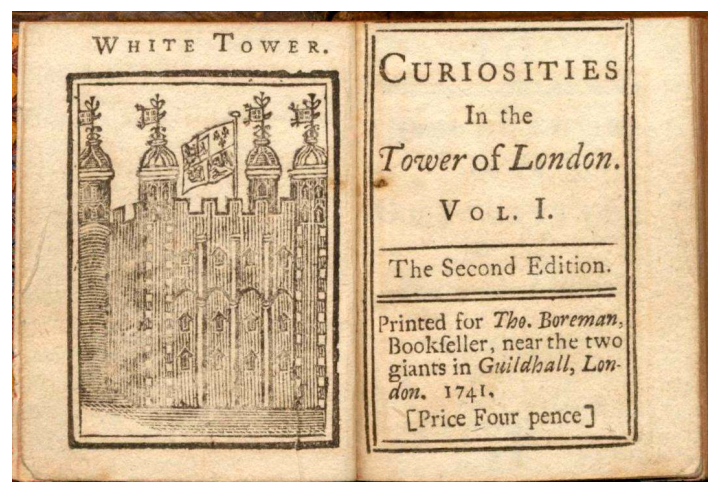 WHITE TOWER.
CURIOSITIES
In the
Tower of London.
VOL. I.
The Second Edition.
Printed for Tho. Boreman,
Bookſeller, near the two
giants in Guildhall, Lon-
don. 1741.
[Price Four pence]